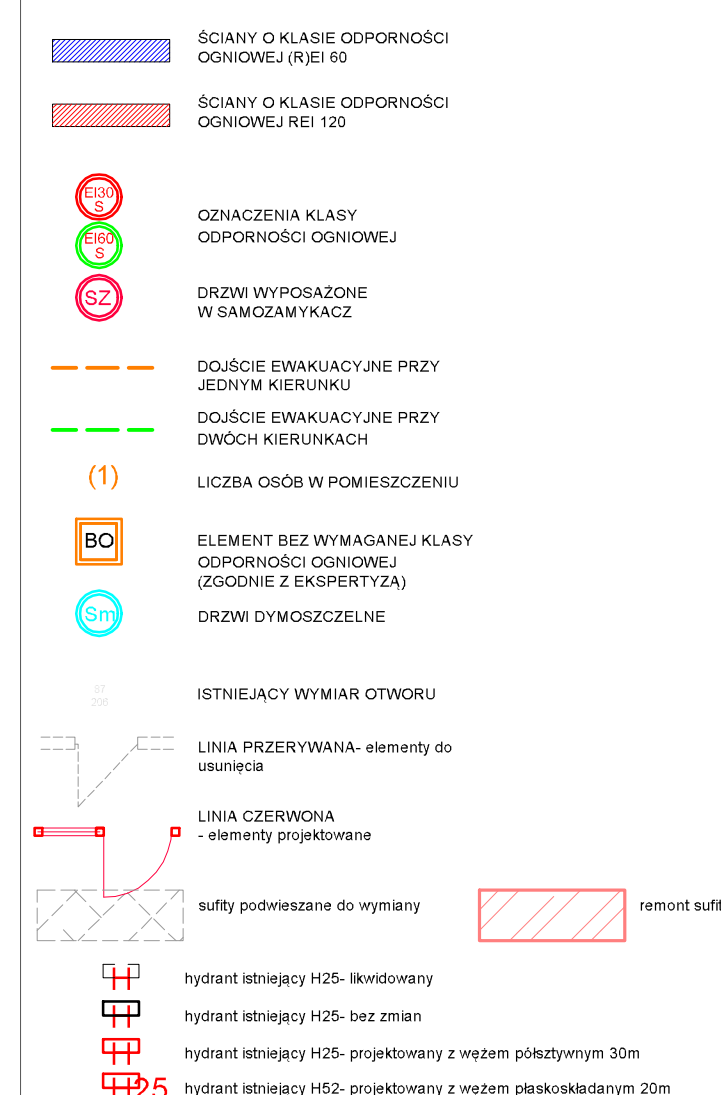 ŚCIANY O KLASIE ODPORNOŚCI
OGNIOWEJ (R)EI 60
ŚCIANY O KLASIE ODPORNOŚCI
OGNIOWEJ REI 120
EI30
S
EI60
S
OZNACZENIA KLASY
ODPORNOŚCI OGNIOWEJ
SZ
DRZWI WYPOSAŻONE
W SAMOZAMYKACZ
DOJŚCIE EWAKUACYJNE PRZY
JEDNYM KIERUNKU
DOJŚCIE EWAKUACYJNE PRZY
DWÓCH KIERUNKACH
(1)
LICZBA OSÓB W POMIESZCZENIU
BO
ELEMENT BEZ WYMAGANEJ KLASY
ODPORNOŚCI OGNIOWEJ
(ZGODNIE Z EKSPERTYZĄ)
Sm
DRZWI DYMOSZCZELNE
87
206
ISTNIEJĄCY WYMIAR OTWORU
LINIA PRZERYWANA- elementy do
usunięcia
LINIA CZERWONA
- elementy projektowane
sufity podwieszane do wymiany
remont sufit
H
hydrant istniejący H25- likwidowany
H
hydrant istniejący H25- bez zmian
H
hydrant istniejący H25- projektowany z wężem półsztywnym 30m
H25
hydrant istniejący H52- projektowany z wężem płaskoskładanym 20m